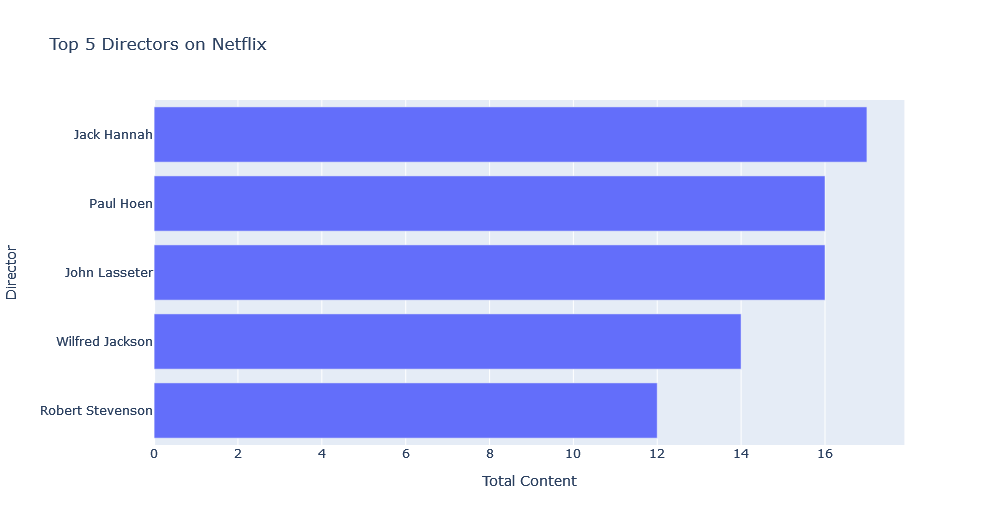 Top 5 Directors on Netflix
Director
Jack Hannah
Paul Hoen
John Lasseter
Wilfred Jackson
Robert Stevenson
0 2 4 6 8 10 12 14 16
Total Content